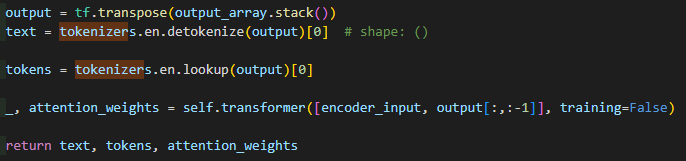 output = tf.transpose(output_array.stack())
text = tokenizers.en.detokenize(output)[0]  # shape: ()
tokens = tokenizers.en.lookup(output)[0]
_, attention_weights = self.transformer([encoder_input, output[:,:-1]], training=False)
return text, tokens, attention_weights